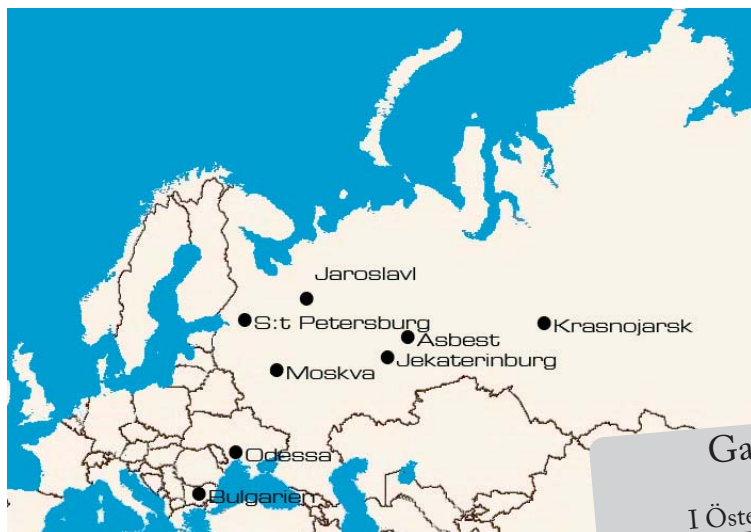 Jaroslavl
S:t Petersburg
Krasnojarsk
Asbest
Jekaterinburg
Moskva
Odessa
Bulgarien